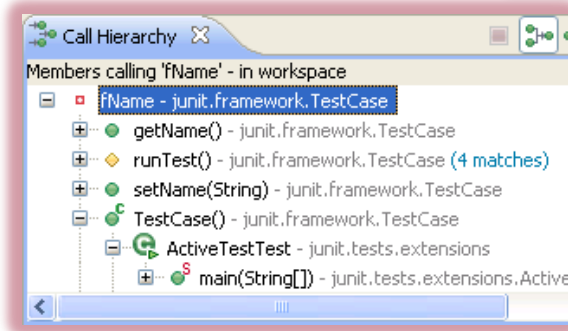 Call Hierarchy
Members calling 'fName' - in workspace
fName - junit.framework.TestCase
getName() - junit.framework.TestCase
runTest() - junit.framework.TestCase (4 matches)
setName(String) - junit.framework.TestCase
C TestCase() - junit.framework.TestCase
ActiveTestTest - junit.tests.extensions
S main(String[]) - junit.tests.extensions.Active